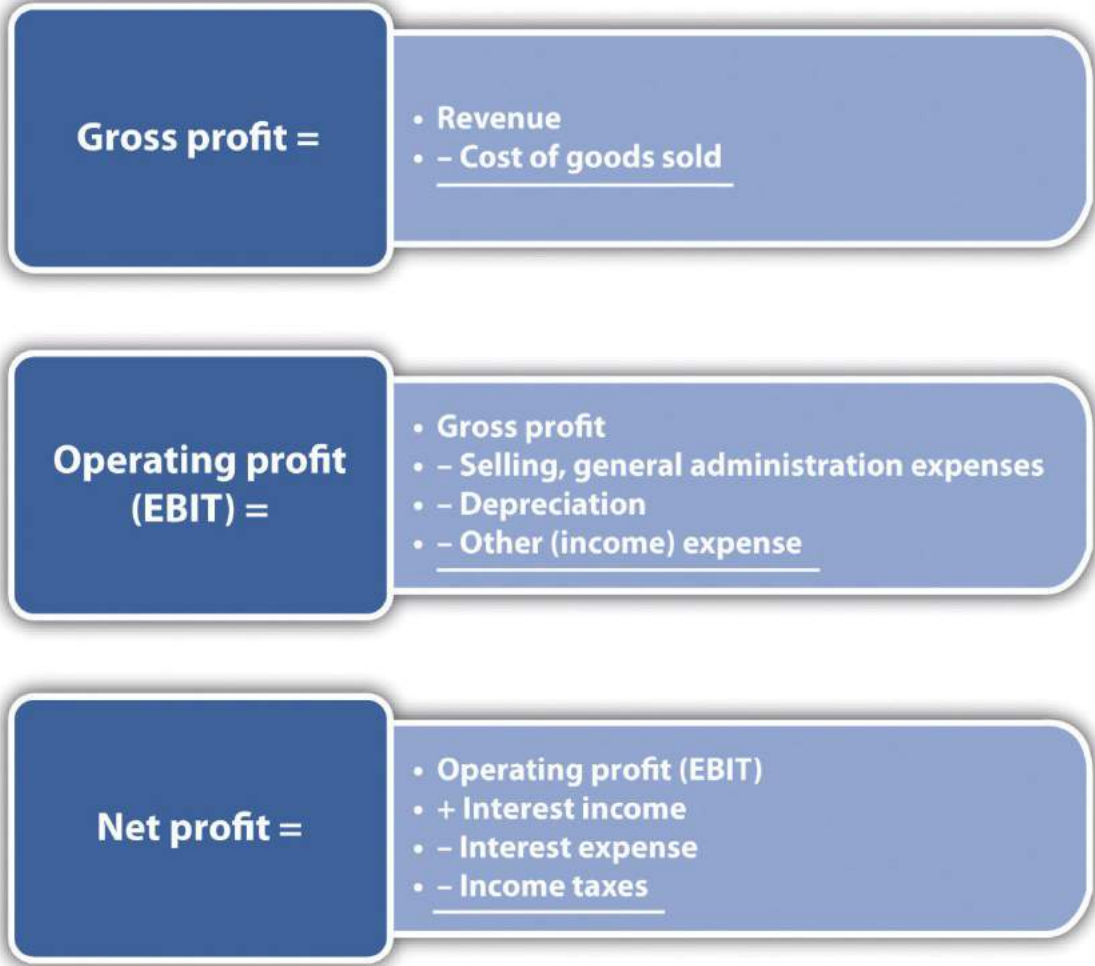 Gross profit =
• Revenue
• – Cost of goods sold
Operating profit
(EBIT) =
• Gross profit
• – Selling, general administration expenses
• – Depreciation
• – Other (income) expense
Net profit =
• Operating profit (EBIT)
• + Interest income
• – Interest expense
• – Income taxes